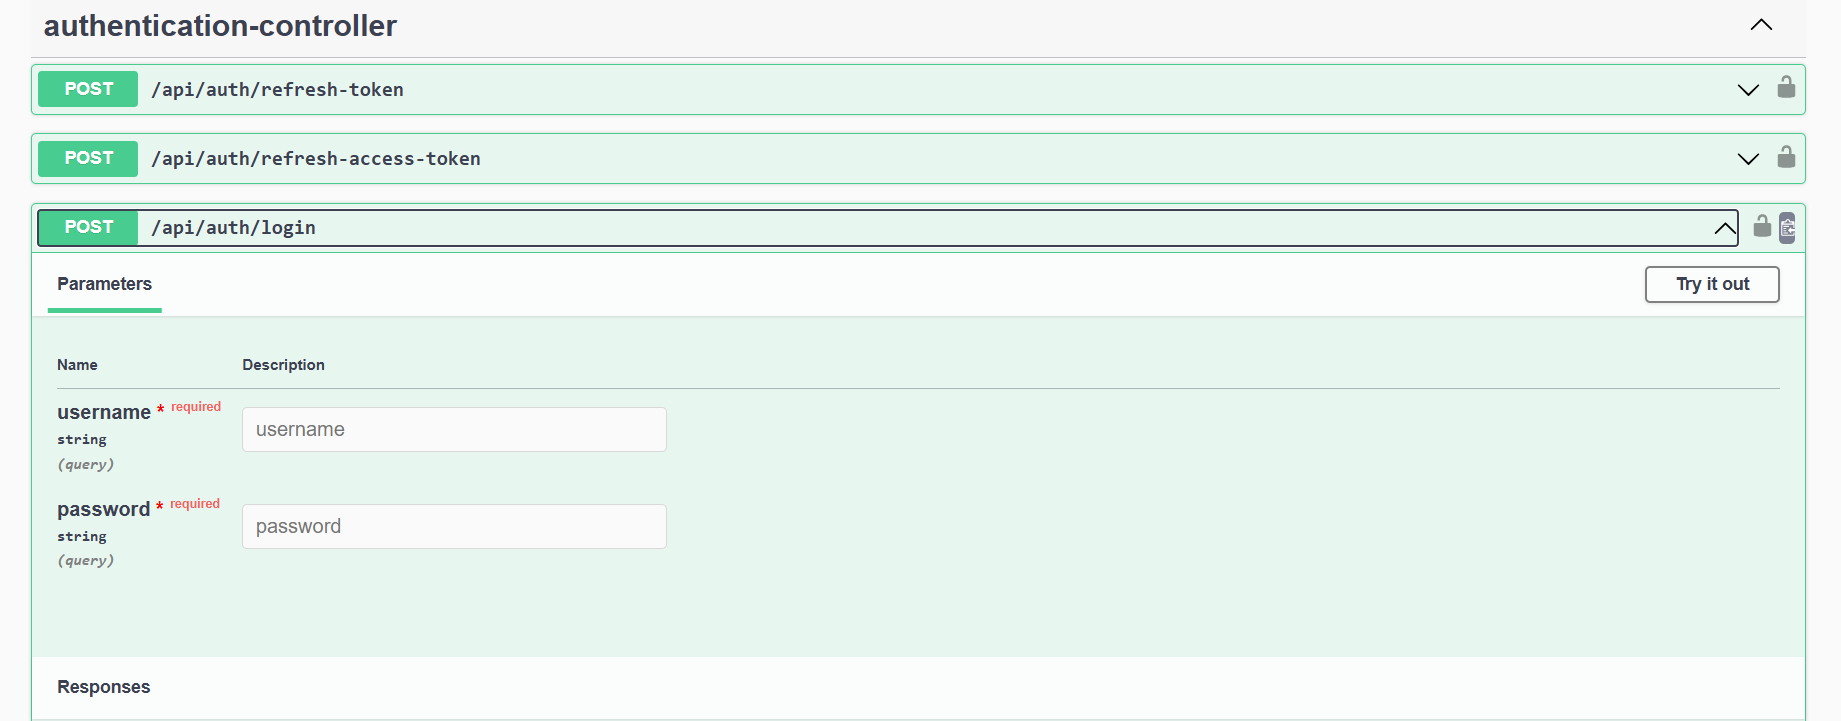 authentication-controller
POST /api/auth/refresh-token
POST /api/auth/refresh-access-token
POST /api/auth/login
Parameters
Try it out
Name Description
username * required
username
string
(query)
password * required
password
string
(query)
Responses